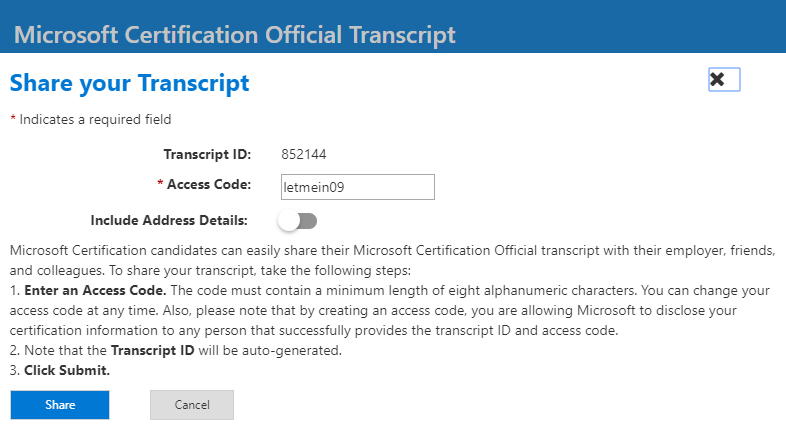 Microsoft Certification Official Transcript
Share your Transcript
* Indicates a required field
Transcript ID: 852144
* Access Code: letmein09
Include Address Details:
Microsoft Certification candidates can easily share their Microsoft Certification Official transcript with their employer, friends,
and colleagues. To share your transcript, take the following steps:
1. Enter an Access Code. The code must contain a minimum length of eight alphanumeric characters. You can change your
access code at any time. Also, please note that by creating an access code, you are allowing Microsoft to disclose your
certification information to any person that successfully provides the transcript ID and access code.
2. Note that the Transcript ID will be auto-generated.
3. Click Submit.
Share Cancel